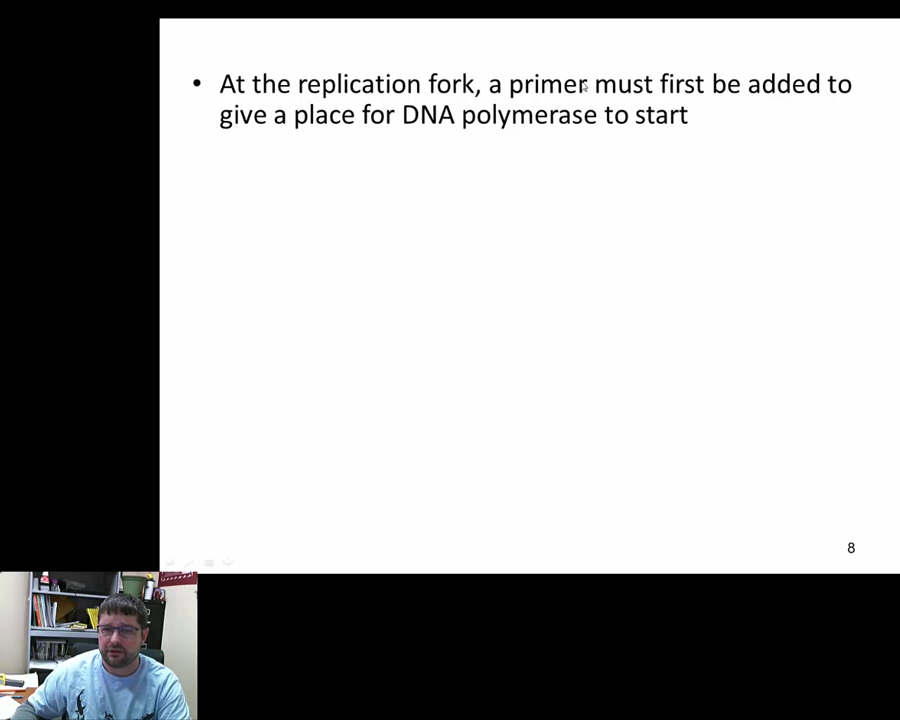 • At the replication fork, a primer must first be added to
give a place for DNA polymerase to start
8